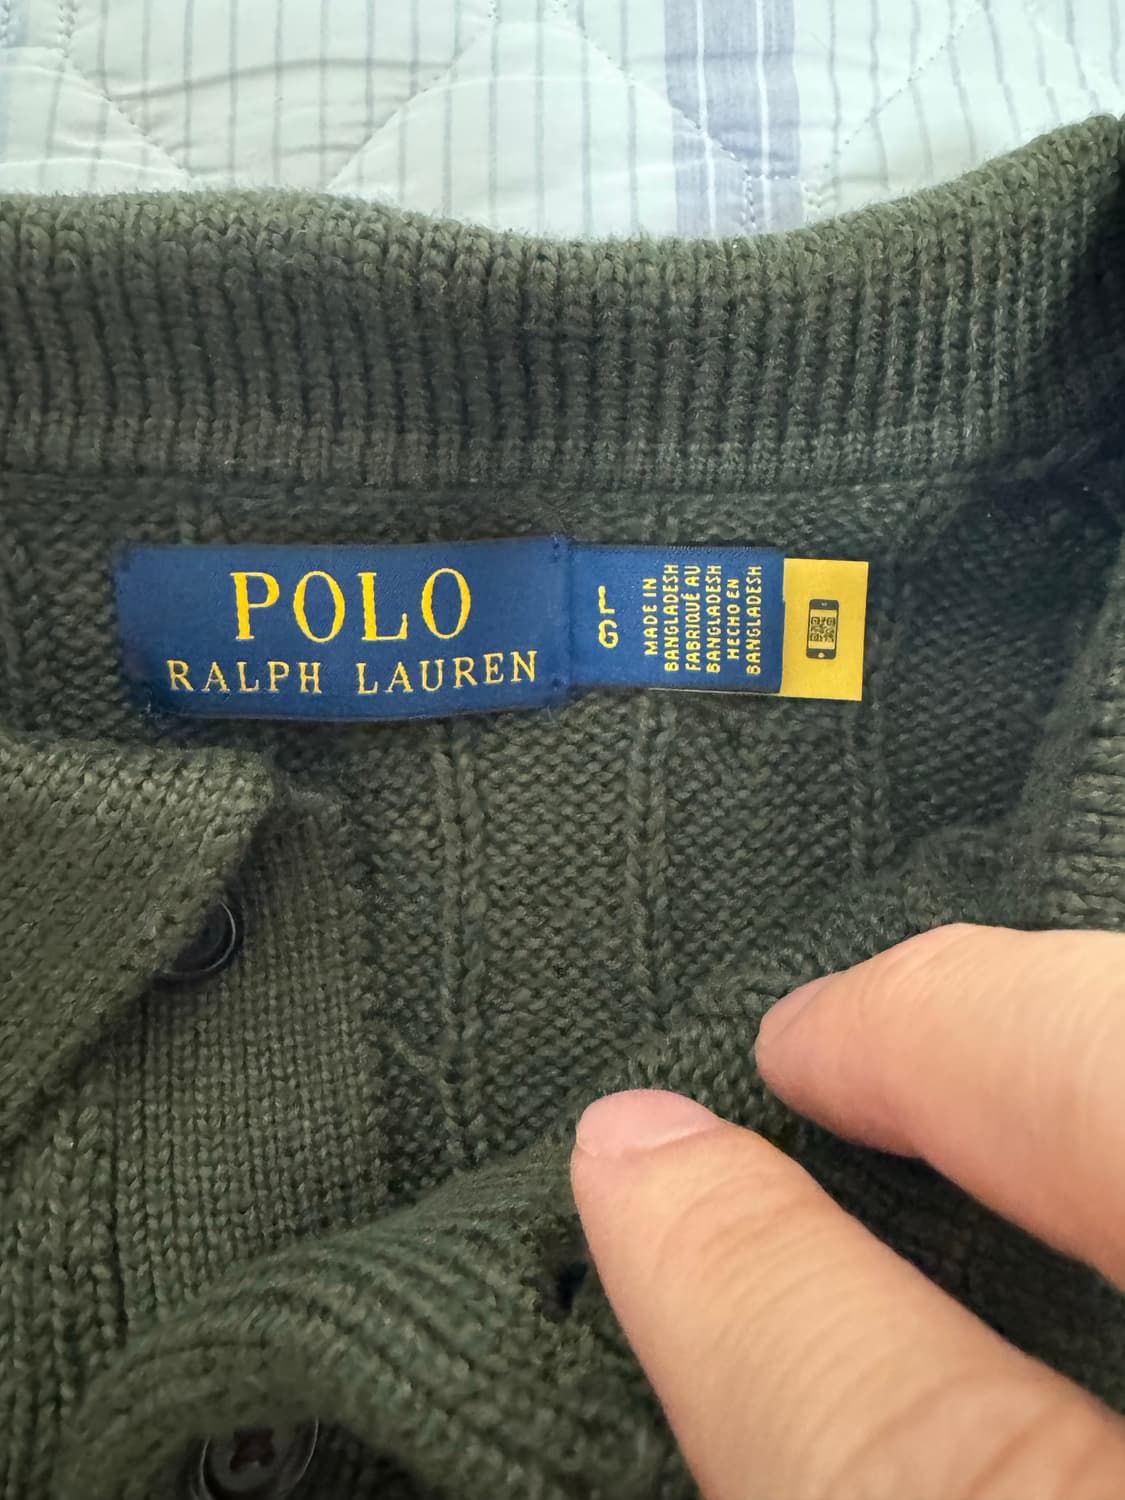 POLO
RALPH LAUREN
L
G
MADE IN
BANGLADESH
FABRIQUÉ AU
BANGLADESH
HECHO EN
BANGLADESH